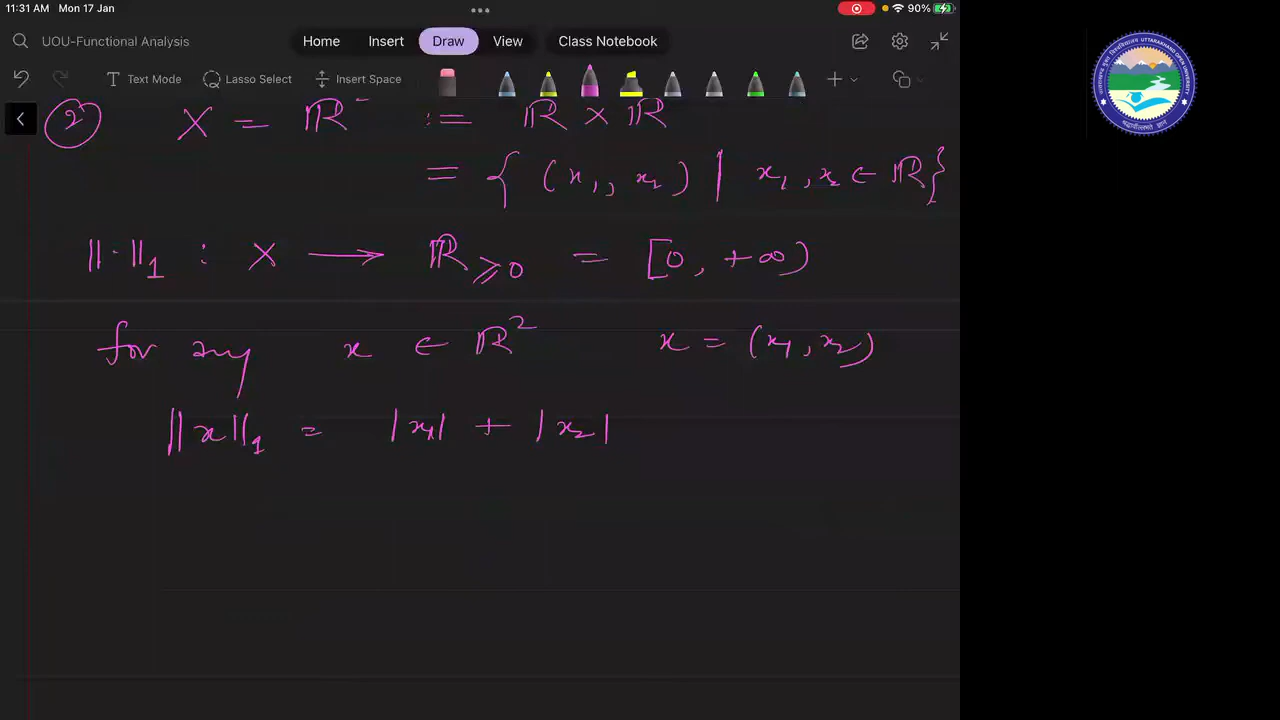 11:31 AM Mon 17 Jan
90%
UOU-Functional Analysis
Home Insert Draw View Class Notebook
Text Mode Lasso Select Insert Space
② X = ℝ² := ℝ × ℝ
= { (x₁, x₂) | x₁, x₂ ∈ ℝ}
||·||₁ : X ⟶ ℝ≥0 = [0, +∞)
for any x ∈ ℝ² x = (x₁, x₂)
||x||₁ = |x₁| + |x₂|